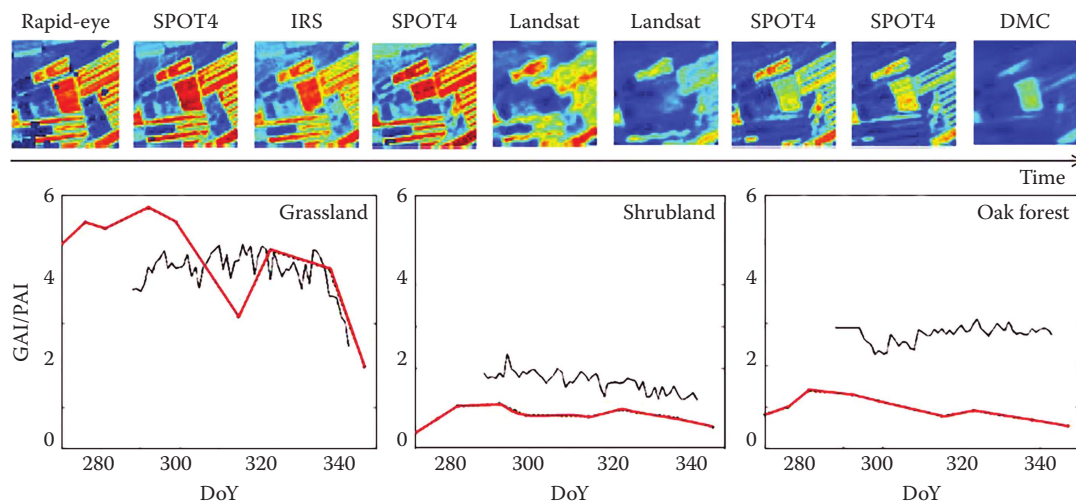 Rapid-eye SPOT4 IRS SPOT4 Landsat Landsat SPOT4 SPOT4 DMC
Time
GAI/PAI
6
4
2
0
Grassland
280 300 320 340
DoY
6
4
2
0
Shrubland
280 300 320 340
DoY
6
4
2
0
Oak forest
280 300 320 340
DoY